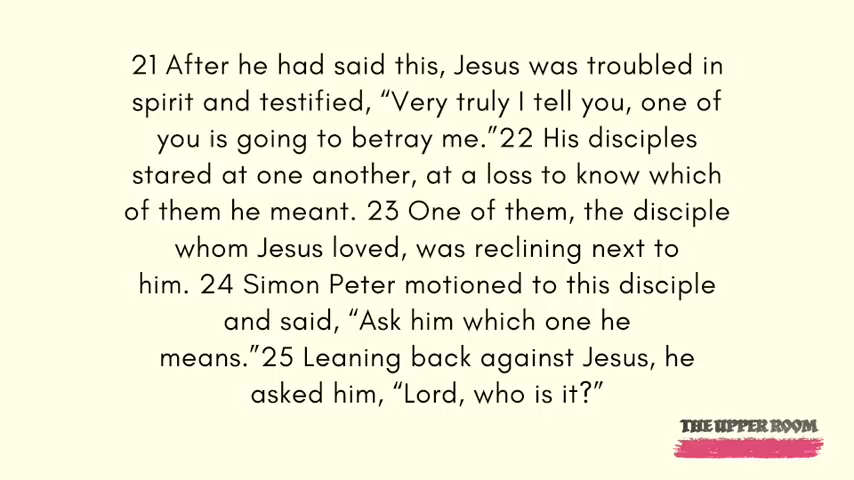 21 After he had said this, Jesus was troubled in
spirit and testified, “Very truly I tell you, one of
you is going to betray me.”22 His disciples
stared at one another, at a loss to know which
of them he meant. 23 One of them, the disciple
whom Jesus loved, was reclining next to
him. 24 Simon Peter motioned to this disciple
and said, “Ask him which one he
means.”25 Leaning back against Jesus, he
asked him, “Lord, who is it?”
THE UPPER ROOM